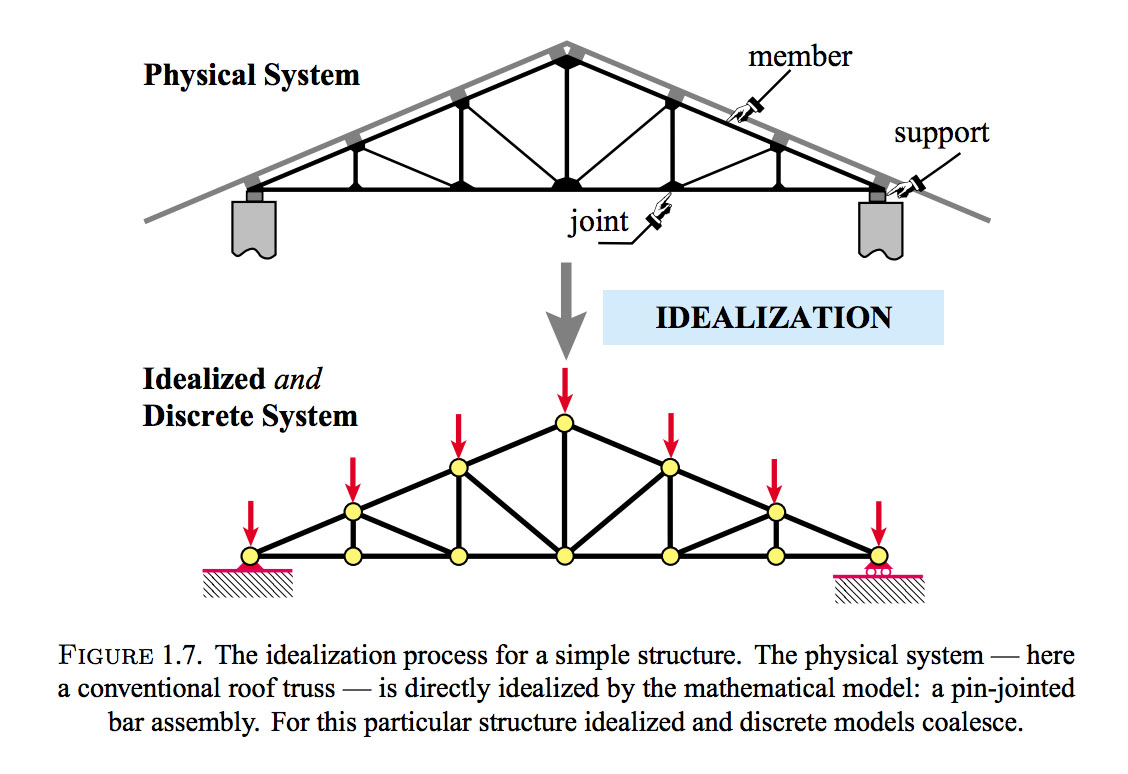 Physical System
member
support
joint
IDEALIZATION
Idealized and
Discrete System
FIGURE 1.7. The idealization process for a simple structure. The physical system — here
a conventional roof truss — is directly idealized by the mathematical model: a pin-jointed
bar assembly. For this particular structure idealized and discrete models coalesce.